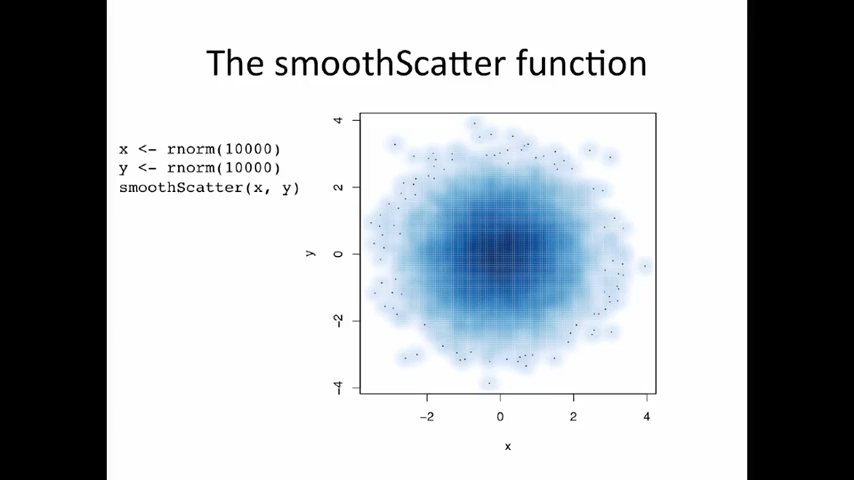 The smoothScatter function
x <- rnorm(10000)
y <- rnorm(10000)
smoothScatter(x, y)
4
2
0
−2
−4
y
−2 0 2 4
x